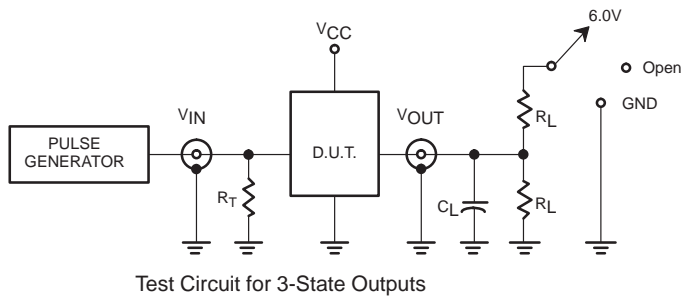 6.0V
VCC
Open
VIN
VOUT
RL
GND
PULSE
GENERATOR
D.U.T.
RT
CL
RL
Test Circuit for 3-State Outputs